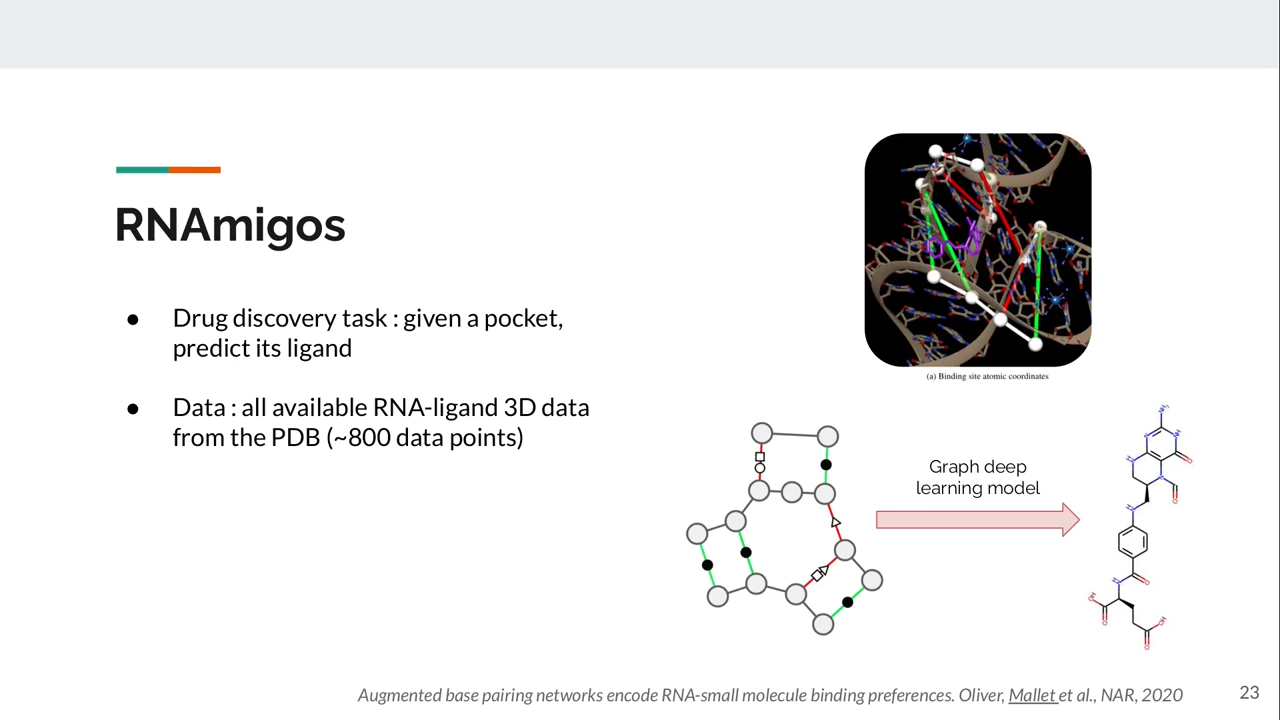 RNAmigos
● Drug discovery task : given a pocket,
predict its ligand
● Data : all available RNA-ligand 3D data
from the PDB (~800 data points)
(a) Binding site atomic coordinates
Graph deep
learning model
Augmented base pairing networks encode RNA-small molecule binding preferences. Oliver, Mallet et al., NAR, 2020
23